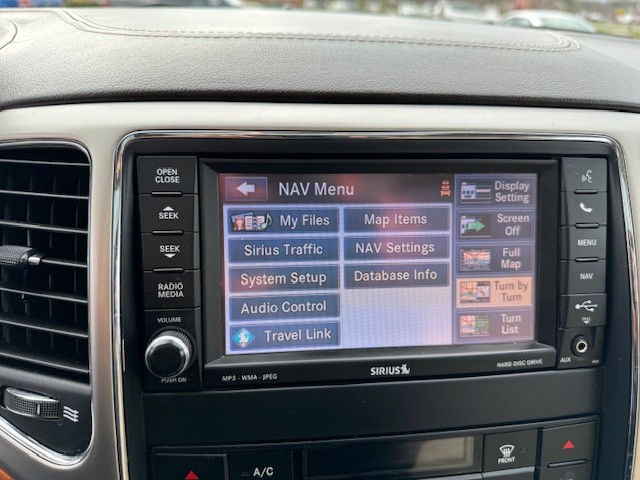 OPEN
CLOSE
SEEK
SEEK
RADIO
MEDIA
VOLUME
PUSH ON
NAV Menu
My Files
Map Items
Sirius Traffic
NAV Settings
System Setup
Database Info
Audio Control
Travel Link
Display
Setting
Screen
Off
Full
Map
Turn by
Turn
Turn
List
MENU
NAV
AUX
MP3 - WMA - JPEG
SIRIUS
HARD DISC DRIVE
A/C
FRONT